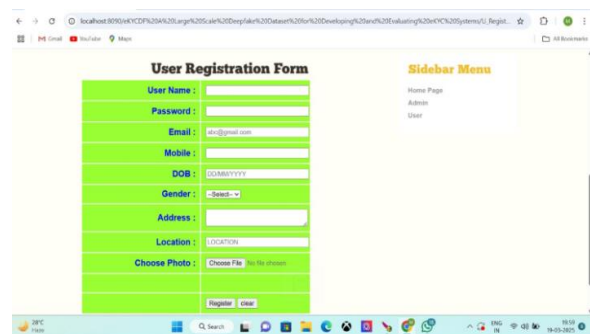 localhost:8090/eKYCDF%20A%20Large%20Scale%20Deepfake%20Dataset%20for%20Developing%20and%20Evaluating%20eKYC%20Systems/U_Regist..
Gmail YouTube Maps All Bookmarks
User Registration Form
Sidebar Menu
User Name :
Home Page
Password :
Admin
User
Email : abc@gmail.com
Mobile :
DOB : DD/MM/YYYY
Gender : --Select--
Address :
Location : LOCATION
Choose Photo : Choose File No file chosen
Register clear
28°C
Haze
Search
ENG
IN
19:59
19-03-2025